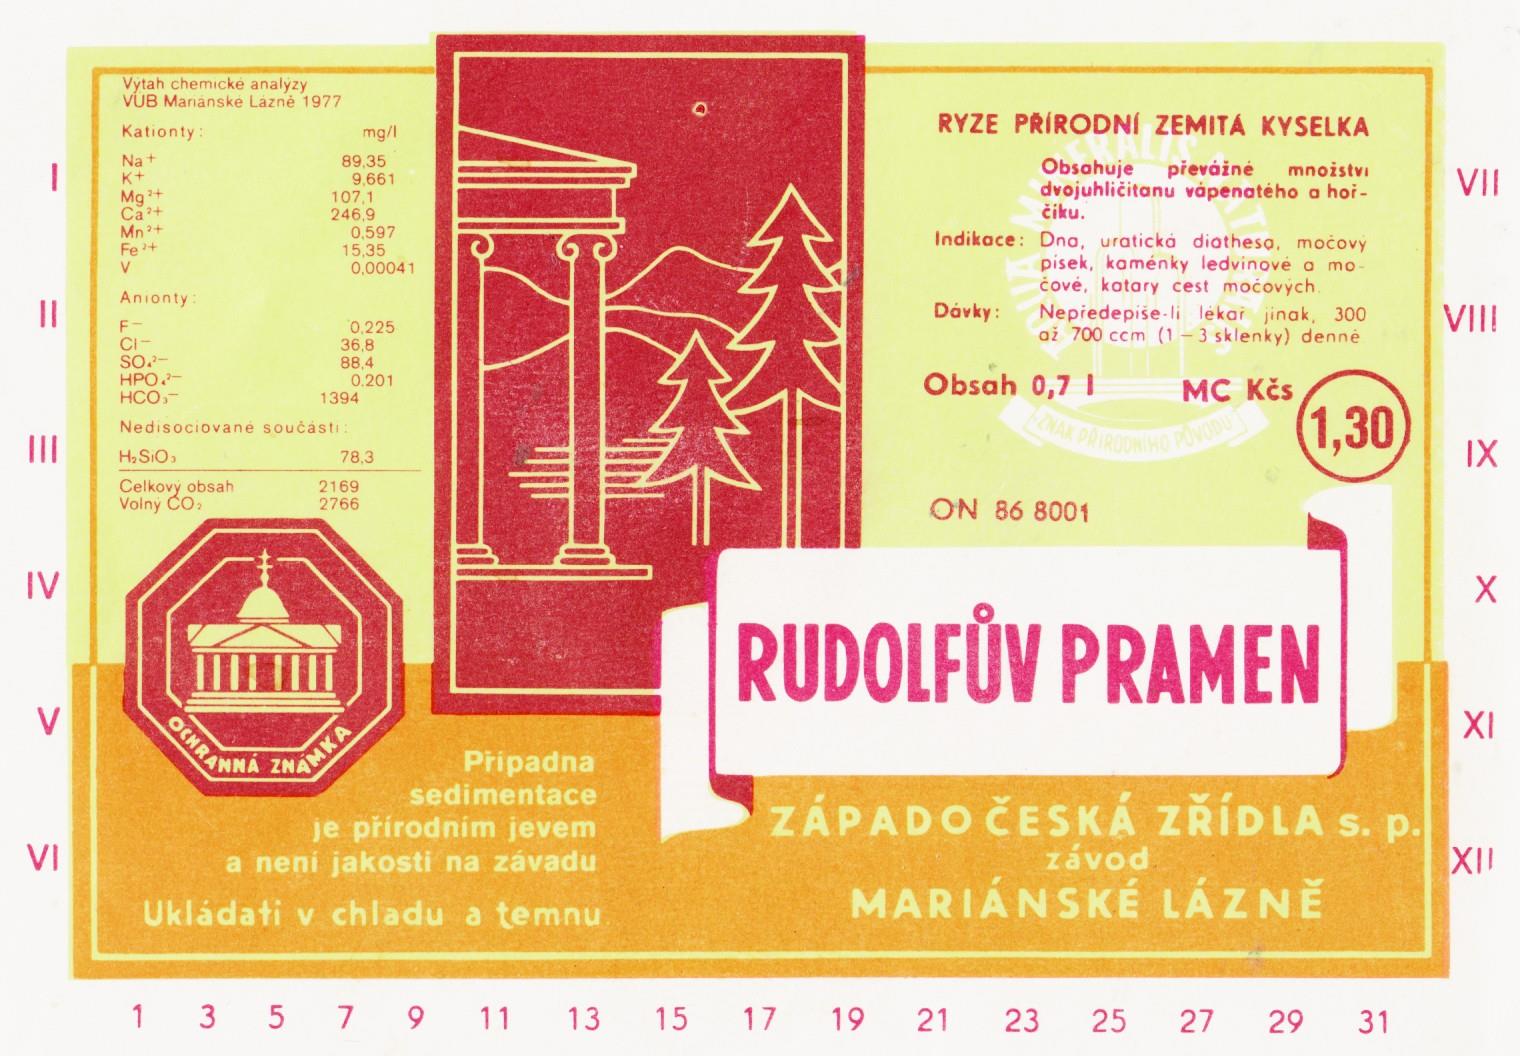 Výtah chemické analýzy
VÚB Mariánské Lázně 1977
Kationty: mg/l
Na+ 89,35
K+ 9,661
Mg2+ 107,1
Ca2+ 246,9
Mn2+ 0,597
Fe2+ 15,35
V 0,00041
Anionty:
F− 0,225
Cl− 36,8
SO₄2− 88,4
HPO₄2− 0.201
HCO₃− 1394
Nedisociované součásti:
H₂SiO₃ 78,3
Celkový obsah 2169
Volný CO₂ 2766
OCHRANNÁ ZNÁMKA
RYZE PŘÍRODNÍ ZEMITÁ KYSELKA
Obsahuje převážné množství
dvojuhličitanu vápenatého a hoř-
číku.
Indikace: Dna, uratická diathesa, močový
písek, kaménky ledvinové a mo-
čové, katary cest močových.
Dávky: Nepředepíše-li lékař jinak, 300
až 700 ccm (1 – 3 sklenky) denně
Obsah 0,7 l MC Kčs 1,30
ZNAK PŘÍRODNÍHO PŮVODU
ON 86 8001
RUDOLFŮV PRAMEN
Případná
sedimentace
je přírodním jevem
a není jakosti na závadu
Ukládati v chladu a temnu.
ZÁPADOČESKÁ ZŘÍDLA s. p.
závod
MARIÁNSKÉ LÁZNĚ
I
II
III
IV
V
VI
VII
VIII
IX
X
XI
XII
1 3 5 7 9 11 13 15 17 19 21 23 25 27 29 31